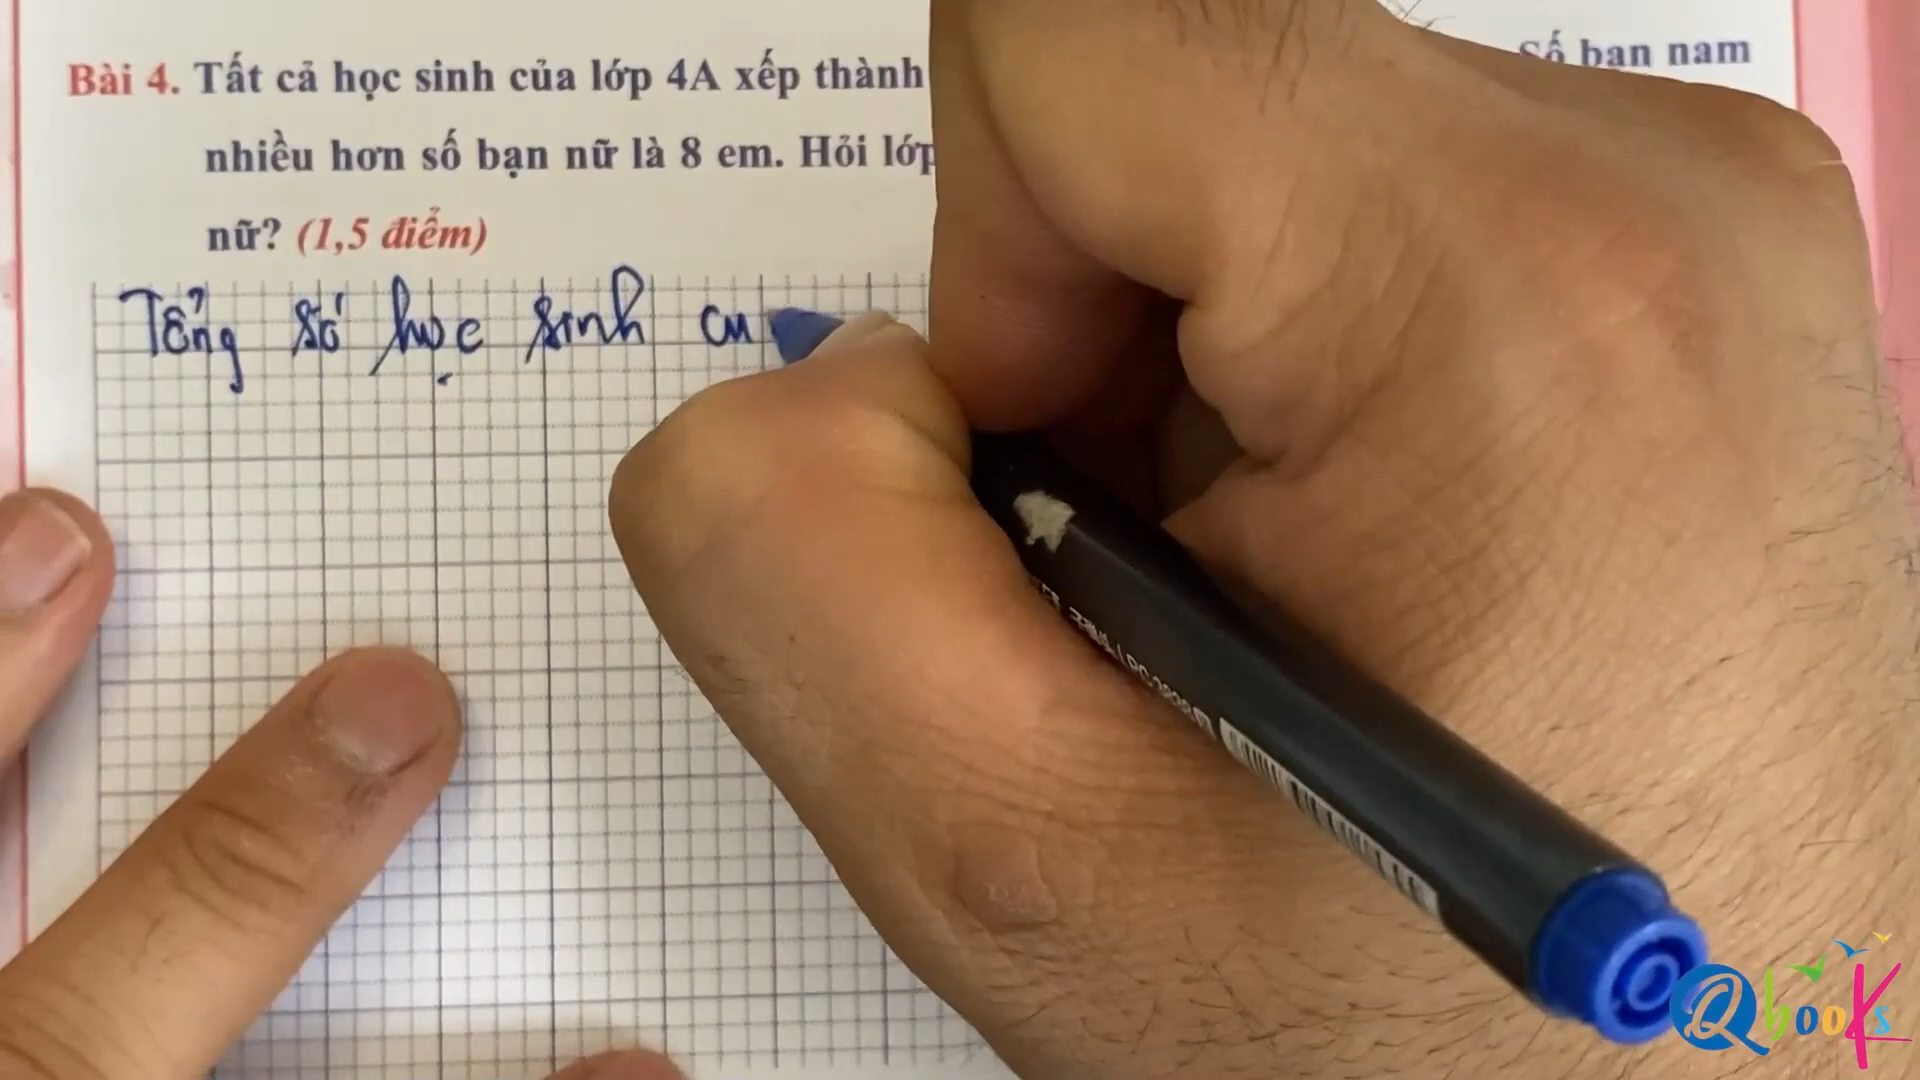 Bài 4. Tất cả học sinh của lớp 4A xếp thành Số bạn nam
nhiều hơn số bạn nữ là 8 em. Hỏi lớp
nữ? (1,5 điểm)
Tổng số học sinh củ
Qbooks